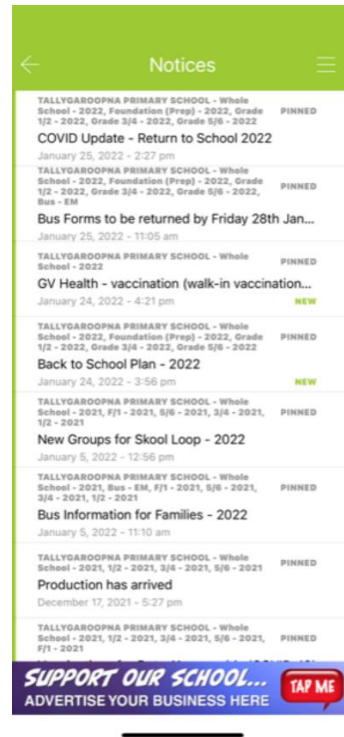 Notices
TALLYGAROOPNA PRIMARY SCHOOL - Whole
School - 2022, Foundation (Prep) - 2022, Grade
1/2 - 2022, Grade 3/4 - 2022, Grade 5/6 - 2022
PINNED
COVID Update - Return to School 2022
January 25, 2022 - 2:27 pm
TALLYGAROOPNA PRIMARY SCHOOL - Whole
School - 2022, Foundation (Prep) - 2022, Grade
1/2 - 2022, Grade 3/4 - 2022, Grade 5/6 - 2022,
Bus - EM
PINNED
Bus Forms to be returned by Friday 28th Jan...
January 25, 2022 - 11:05 am
TALLYGAROOPNA PRIMARY SCHOOL - Whole
School - 2022
PINNED
GV Health - vaccination (walk-in vaccination...
January 24, 2022 - 4:21 pm
NEW
TALLYGAROOPNA PRIMARY SCHOOL - Whole
School - 2022, Foundation (Prep) - 2022, Grade
1/2 - 2022, Grade 3/4 - 2022, Grade 5/6 - 2022
PINNED
Back to School Plan - 2022
January 24, 2022 - 3:56 pm
NEW
TALLYGAROOPNA PRIMARY SCHOOL - Whole
School - 2021, F/1 - 2021, 5/6 - 2021, 3/4 - 2021,
1/2 - 2021
PINNED
New Groups for Skool Loop - 2022
January 5, 2022 - 12:56 pm
TALLYGAROOPNA PRIMARY SCHOOL - Whole
School - 2021, Bus - EM, F/1 - 2021, 5/6 - 2021,
3/4 - 2021, 1/2 - 2021
PINNED
Bus Information for Families - 2022
January 5, 2022 - 11:10 am
TALLYGAROOPNA PRIMARY SCHOOL - Whole
School - 2021, 1/2 - 2021, 3/4 - 2021, 5/6 - 2021
PINNED
Production has arrived
December 17, 2021 - 5:27 pm
TALLYGAROOPNA PRIMARY SCHOOL - Whole
School - 2021, 1/2 - 2021, 3/4 - 2021, 5/6 - 2021,
F/1 - 2021
PINNED
SUPPORT OUR SCHOOL...
ADVERTISE YOUR BUSINESS HERE
TAP ME